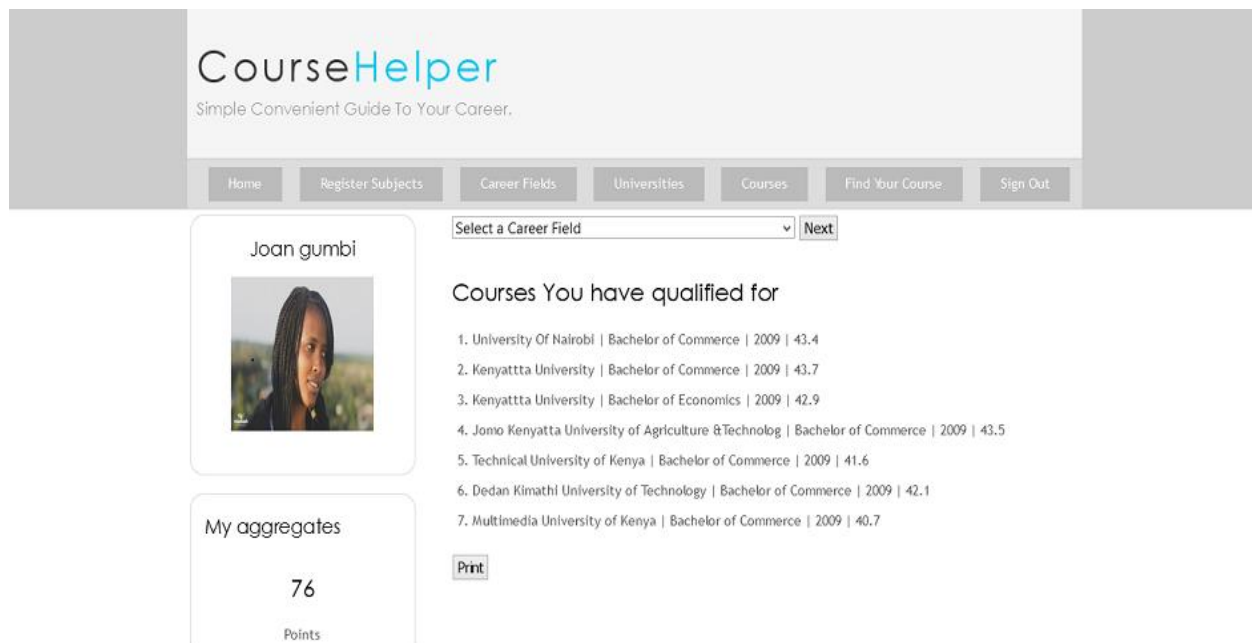 CourseHelper
Simple Convenient Guide To Your Career.
Home Register Subjects Career Fields Universities Courses Find Your Course Sign Out
Joan gumbi
My aggregates
76
Points
Select a Career Field Next
Courses You have qualified for
1. University Of Nairobi | Bachelor of Commerce | 2009 | 43.4
2. Kenyattta University | Bachelor of Commerce | 2009 | 43.7
3. Kenyattta University | Bachelor of Economics | 2009 | 42.9
4. Jomo Kenyatta University of Agriculture &Technolog | Bachelor of Commerce | 2009 | 43.5
5. Technical University of Kenya | Bachelor of Commerce | 2009 | 41.6
6. Dedan Kimathi University of Technology | Bachelor of Commerce | 2009 | 42.1
7. Multimedia University of Kenya | Bachelor of Commerce | 2009 | 40.7
Print